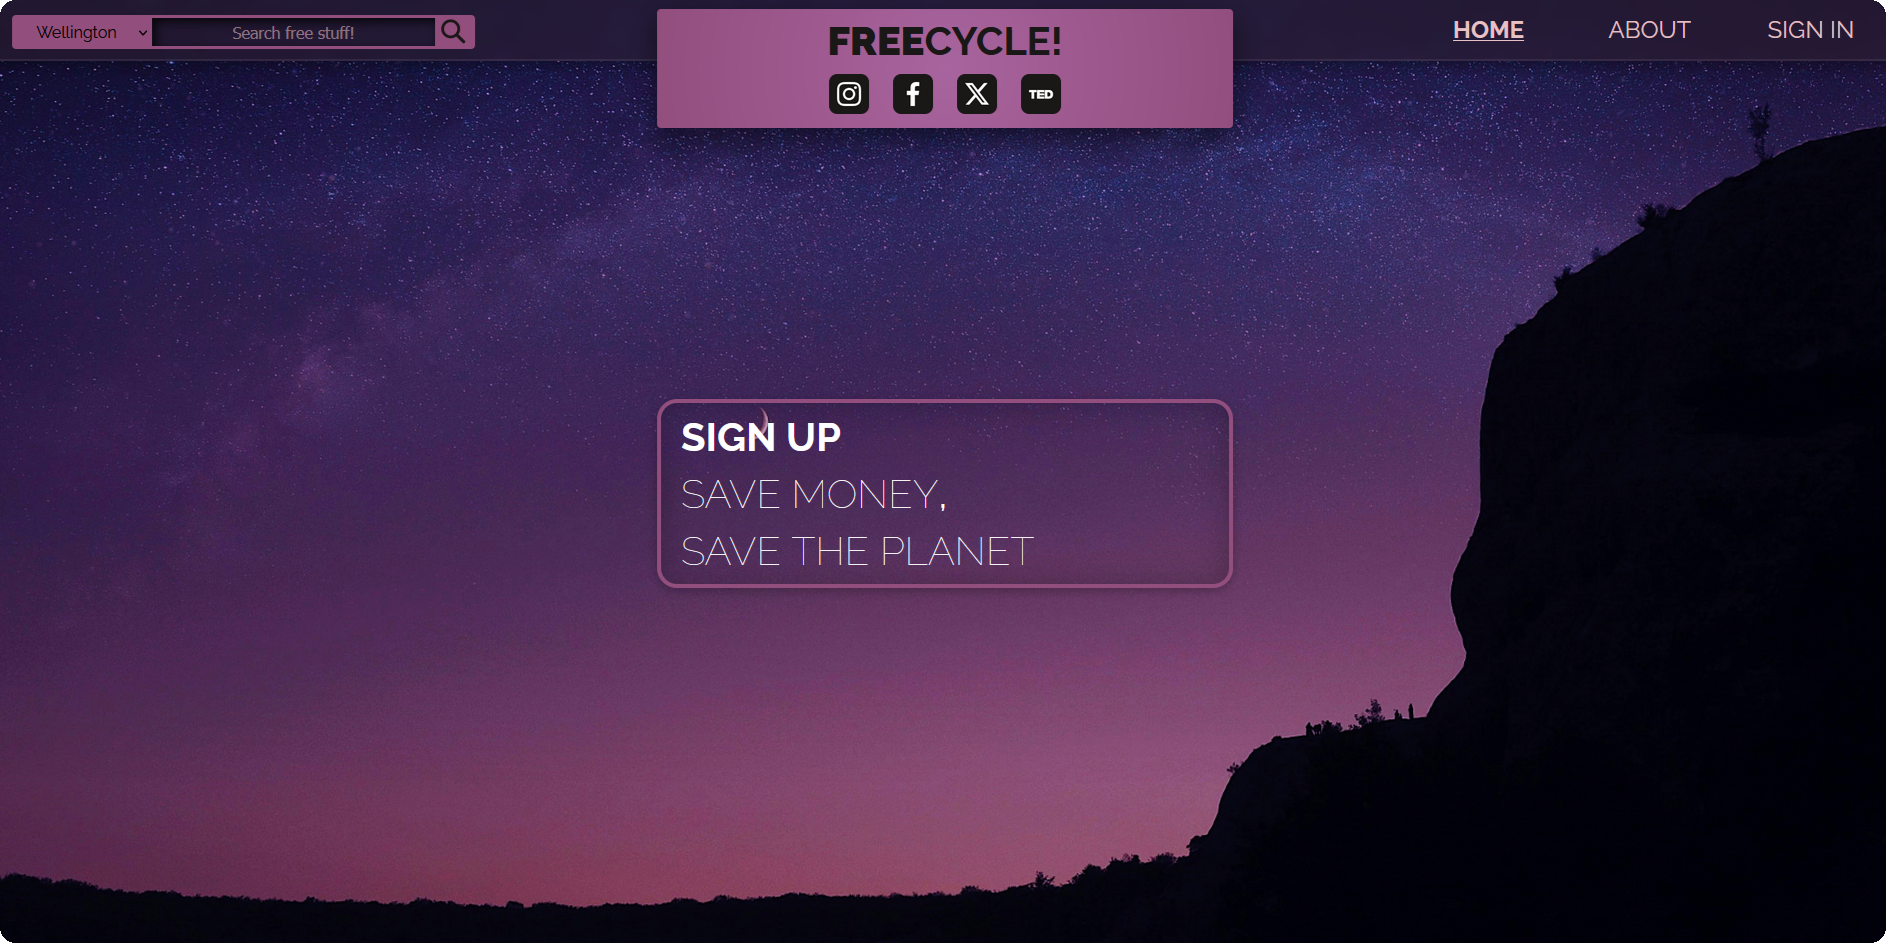 Wellington
Search free stuff!
FREECYCLE!
TED
HOME
ABOUT
SIGN IN
SIGN UP
SAVE MONEY,
SAVE THE PLANET